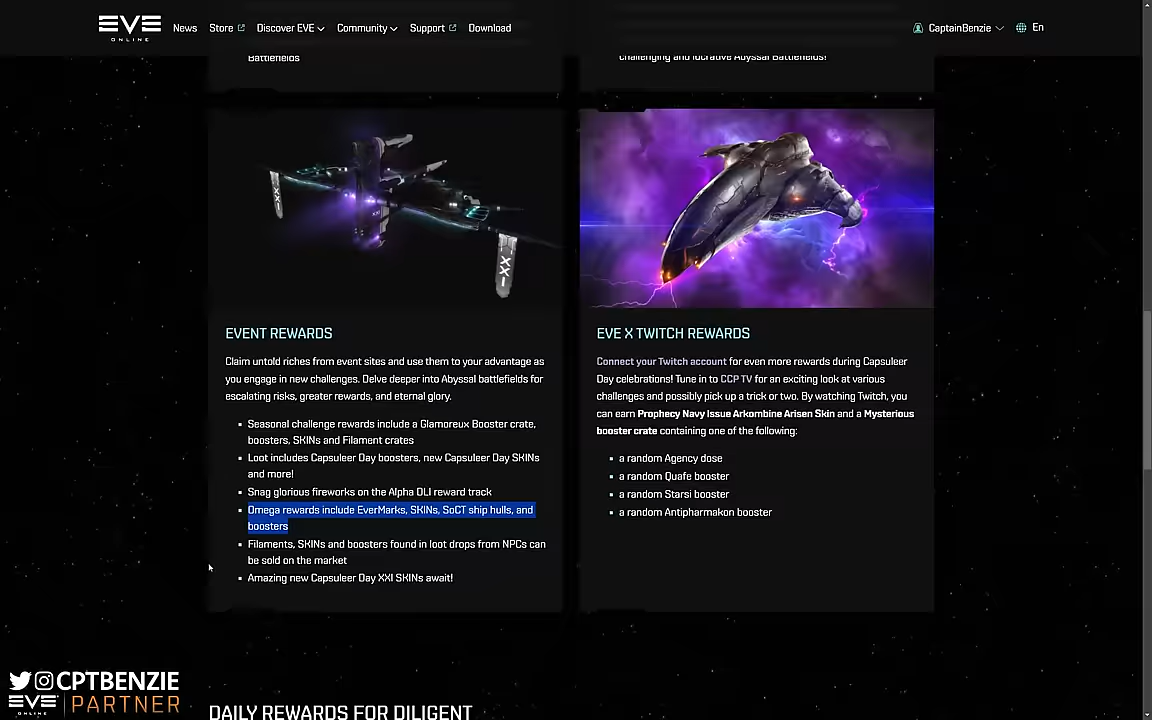 EVE
ONLINE
News
Store
Discover EVE
Community
Support
Download
CaptainBenzie
En
Battlefields
challenging and lucrative Abyssal Battlefields!
XXI
XXI
EVENT REWARDS
Claim untold riches from event sites and use them to your advantage as
you engage in new challenges. Delve deeper into Abyssal battlefields for
escalating risks, greater rewards, and eternal glory.
Seasonal challenge rewards include a Glamoreux Booster crate,
boosters, SKINs and Filament crates
Loot includes Capsuleer Day boosters, new Capsuleer Day SKINs
and more!
Snag glorious fireworks on the Alpha DLI reward track
Omega rewards include EverMarks, SKINs, SoCT ship hulls, and
boosters
Filaments, SKINs and boosters found in loot drops from NPCs can
be sold on the market
Amazing new Capsuleer Day XXI SKINs await!
EVE X TWITCH REWARDS
Connect your Twitch account for even more rewards during Capsuleer
Day celebrations! Tune in to CCP TV for an exciting look at various
challenges and possibly pick up a trick or two. By watching Twitch, you
can earn Prophecy Navy Issue Arkombine Arisen Skin and a Mysterious
booster crate containing one of the following:
a random Agency dose
a random Quafe booster
a random Starsi booster
a random Antipharmakon booster
CPTBENZIE
EVE ONLINE PARTNER
DAILY REWARDS FOR DILIGENT